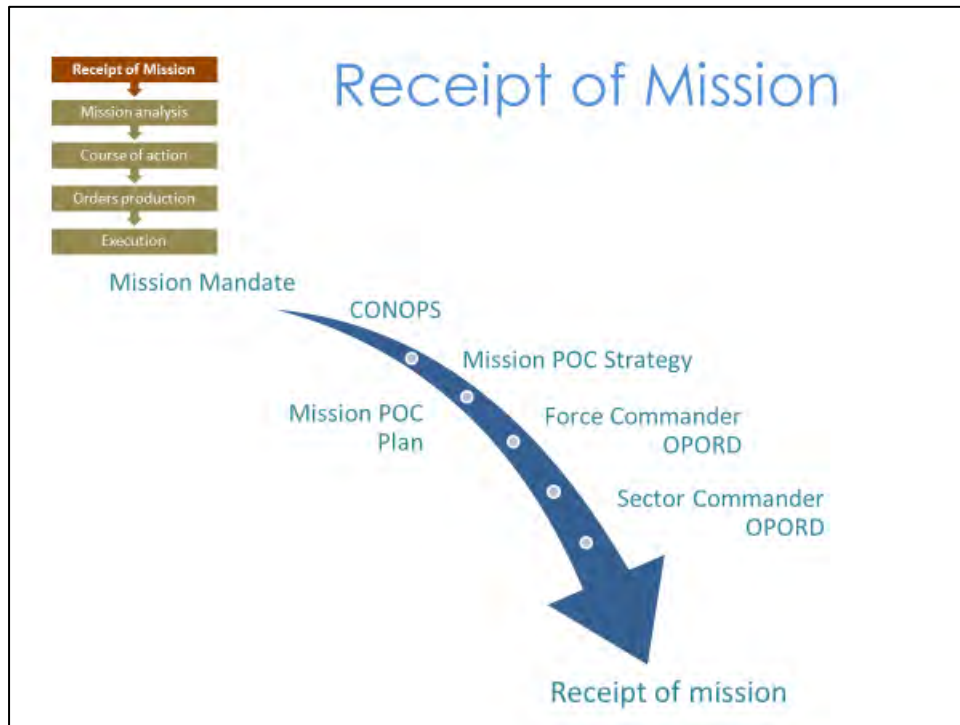 Receipt of Mission
Mission analysis
Course of action
Orders production
Execution
Receipt of Mission
Mission Mandate
CONOPS
Mission POC Strategy
Mission POC
Plan
Force Commander
OPORD
Sector Commander
OPORD
Receipt of mission